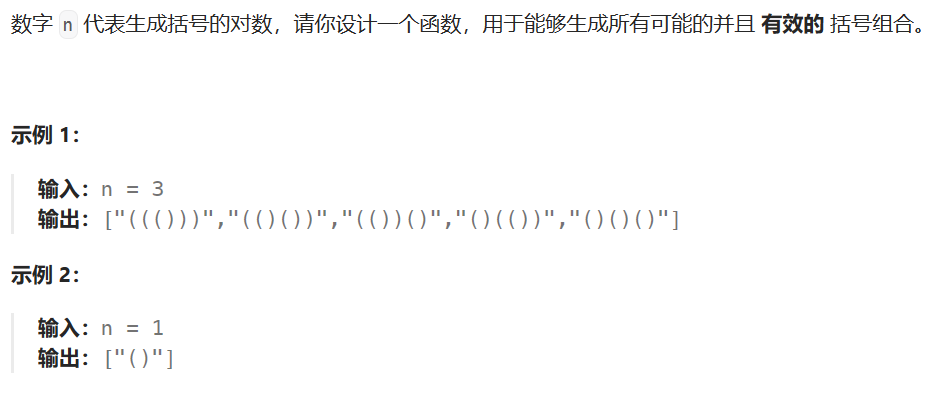 数字 n 代表生成括号的对数，请你设计一个函数，用于能够生成所有可能的并且 有效的 括号组合。
示例 1：
输入：n = 3
输出：["((()))","(()())","(())()","()(())","()()()"]
示例 2：
输入：n = 1
输出：["()"]